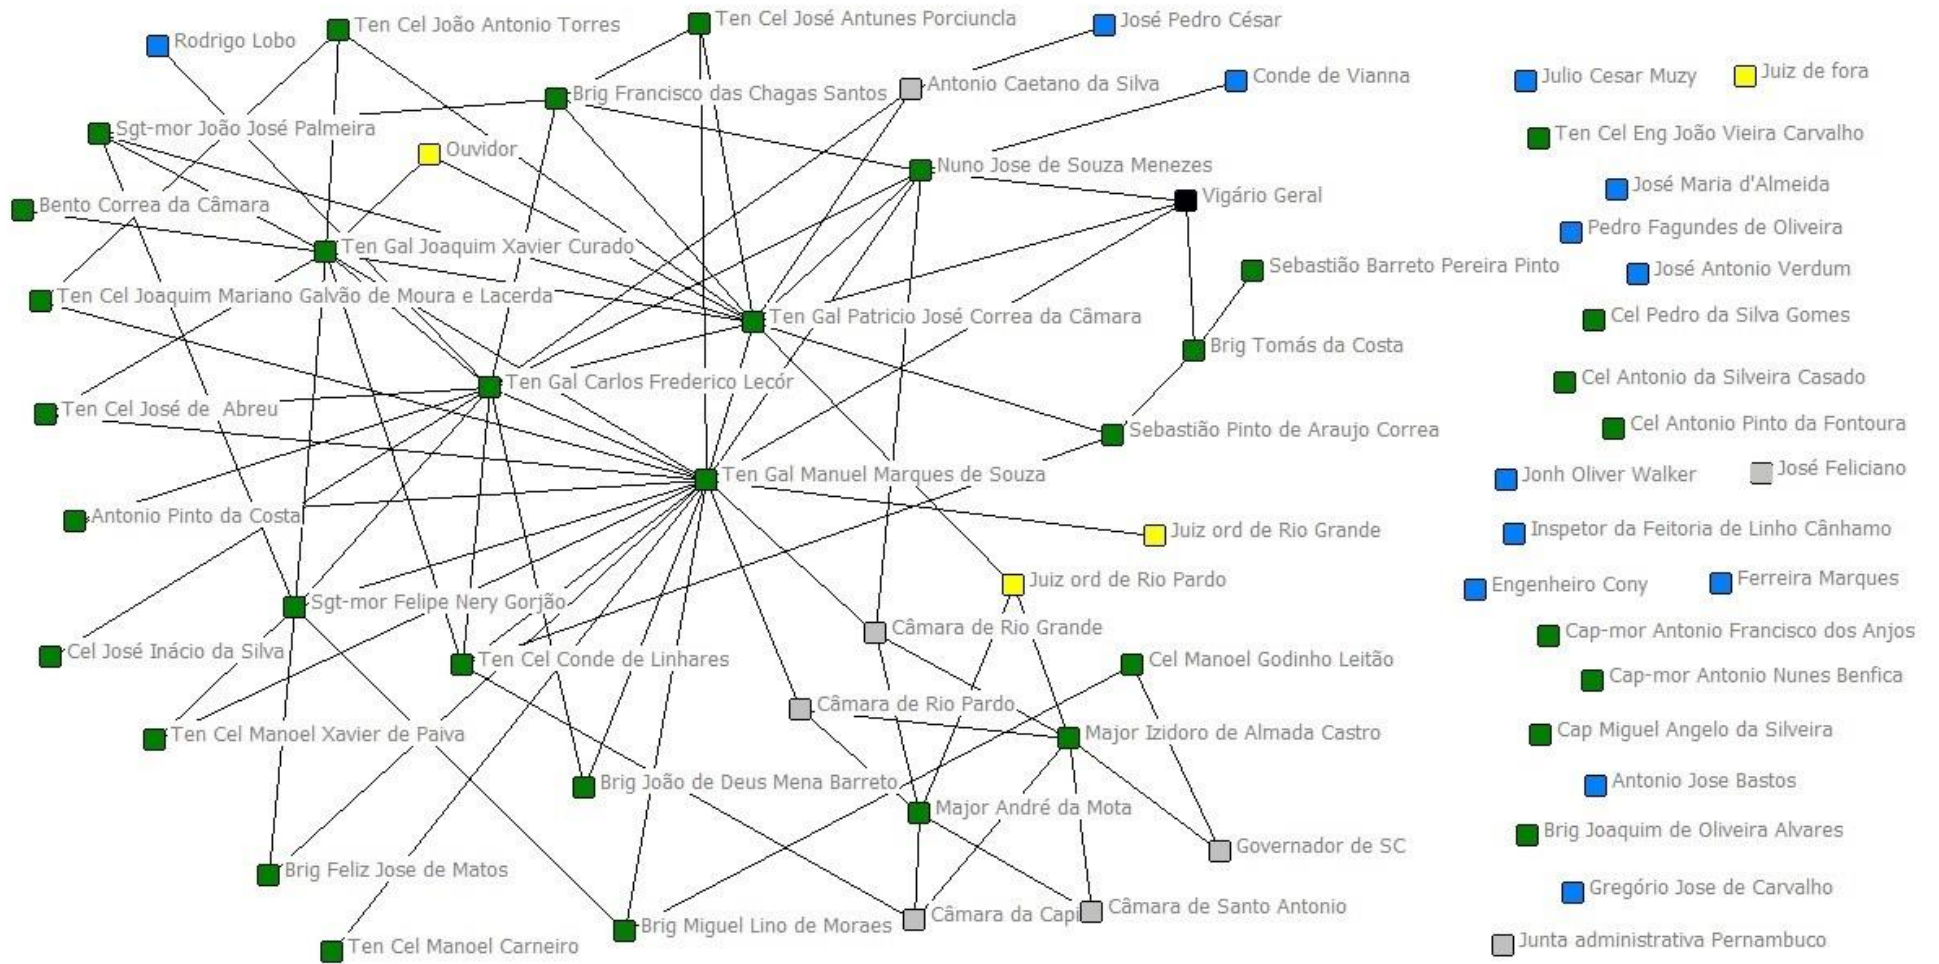 Ten Cel José Antunes Porciuncla
José Pedro César
Ten Cel João Antonio Torres
Rodrigo Lobo
Antonio Caetano da Silva
Conde de Vianna
Brig Francisco das Chagas Santos
Sgt-mor João José Palmeira
Ouvidor
Nuno Jose de Souza Menezes
Vigário Geral
Bento Correa da Câmara
Ten Gal Joaquim Xavier Curado
Sebastião Barreto Pereira Pinto
Ten Cel Joaquim Mariano Galvão de Moura e Lacerda
Ten Gal Patricio José Correa da Câmara
Brig Tomás da Costa
Ten Gal Carlos Frederico Lecór
Ten Cel José de Abreu
Sebastião Pinto de Araujo Correa
Ten Gal Manuel Marques de Souza
Antonio Pinto da Costa
Juiz ord de Rio Grande
Juiz ord de Rio Pardo
Sgt-mor Felipe Nery Gorjão
Câmara de Rio Grande
Cel José Inácio da Silva
Ten Cel Conde de Linhares
Cel Manoel Godinho Leitão
Câmara de Rio Pardo
Ten Cel Manoel Xavier de Paiva
Major Izidoro de Almada Castro
Brig João de Deus Mena Barreto
Major André da Mota
Governador de SC
Brig Feliz Jose de Matos
Câmara de Santo Antonio
Câmara da Capi
Brig Miguel Lino de Moraes
Ten Cel Manoel Carneiro
Julio Cesar Muzy
Juiz de fora
Ten Cel Eng João Vieira Carvalho
José Maria d'Almeida
Pedro Fagundes de Oliveira
José Antonio Verdum
Cel Pedro da Silva Gomes
Cel Antonio da Silveira Casado
Cel Antonio Pinto da Fontoura
Jonh Oliver Walker
José Feliciano
Inspetor da Feitoria de Linho Cânhamo
Engenheiro Cony
Ferreira Marques
Cap-mor Antonio Francisco dos Anjos
Cap-mor Antonio Nunes Benfica
Cap Miguel Angelo da Silveira
Antonio Jose Bastos
Brig Joaquim de Oliveira Alvares
Gregório Jose de Carvalho
Junta administrativa Pernambuco